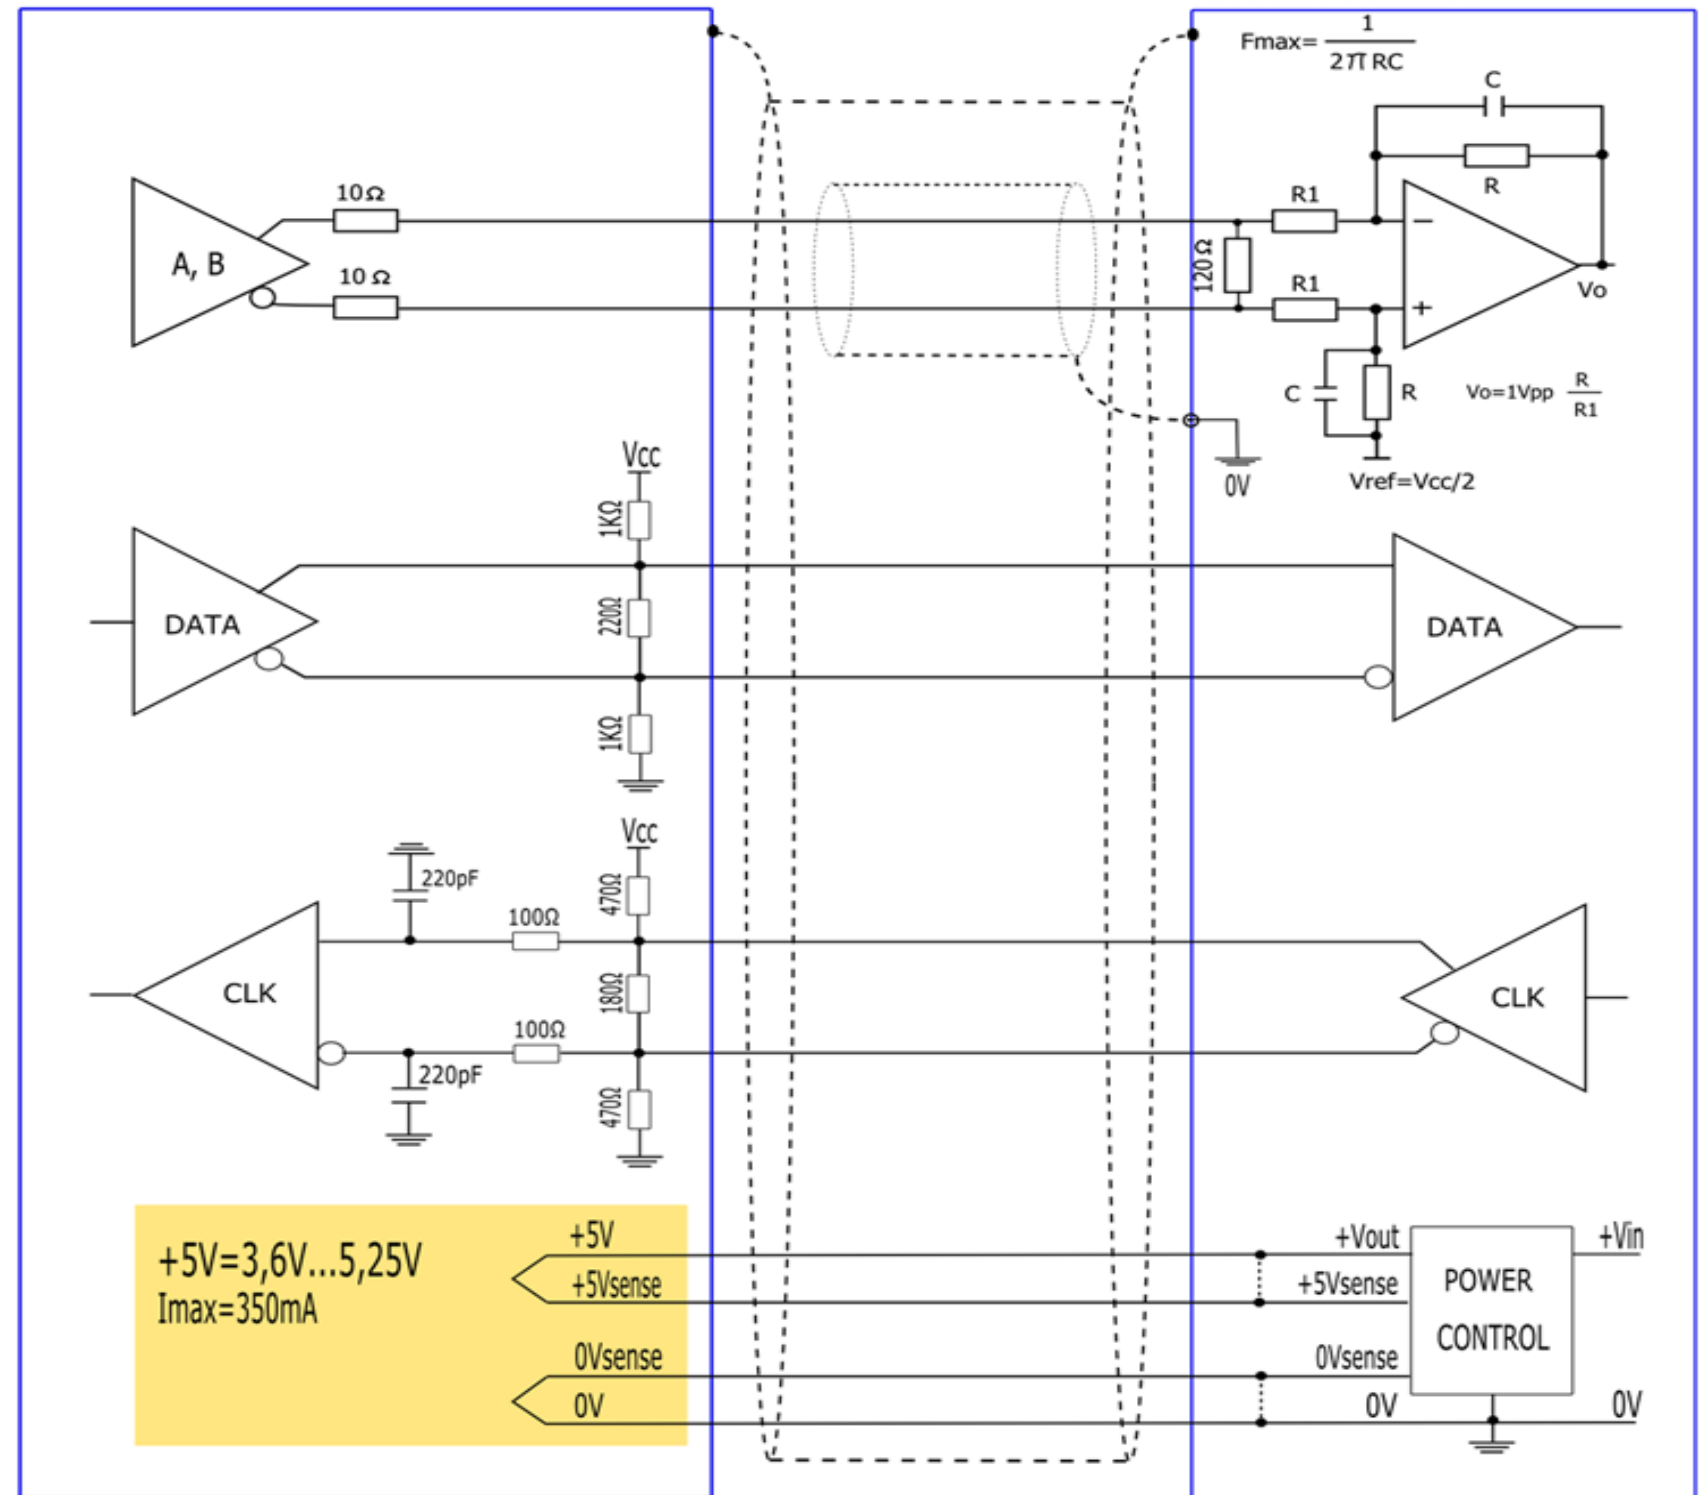 Fmax= 1
2π RC
C
R
10Ω
R1
A, B
10 Ω
120 Ω
R1
−
+
Vo
C
R
Vo=1Vpp R
R1
Vref=Vcc/2
0V
Vcc
1KΩ
DATA
220Ω
DATA
1KΩ
Vcc
220pF
470Ω
100Ω
CLK
180Ω
CLK
100Ω
220pF
470Ω
+5V=3,6V...5,25V
Imax=350mA
+5V
+5Vsense
0Vsense
0V
+Vout
+5Vsense
0Vsense
0V
POWER
CONTROL
+Vin
0V